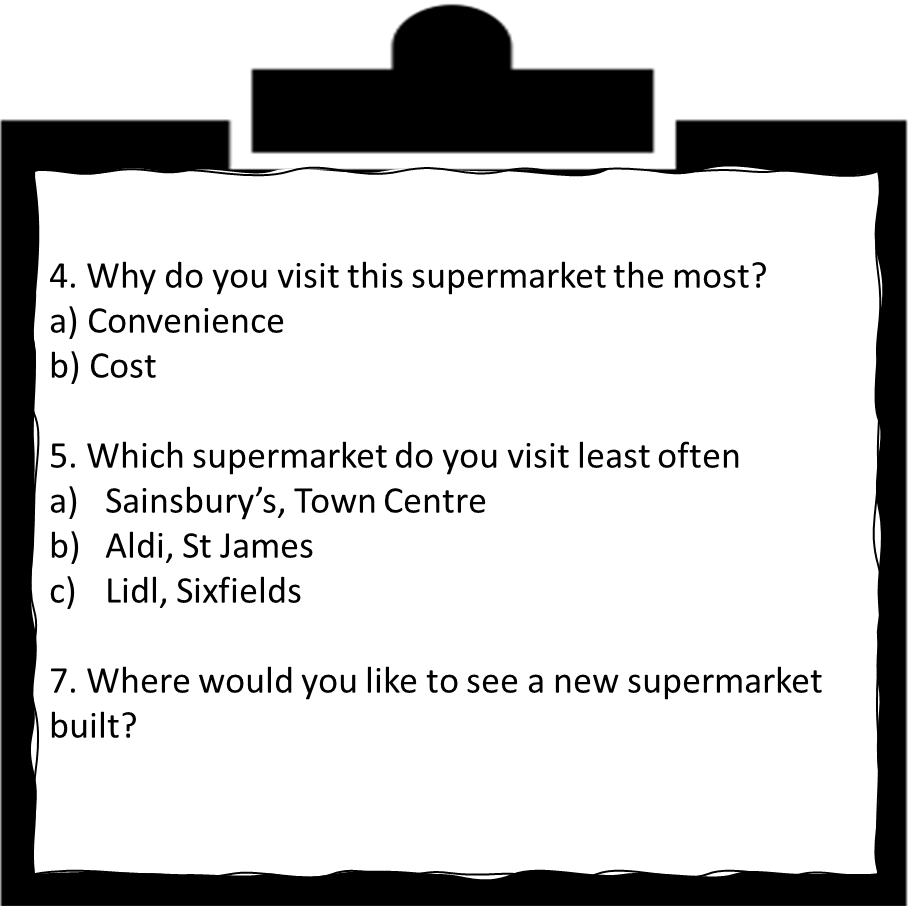 4. Why do you visit this supermarket the most?
a) Convenience
b) Cost
5. Which supermarket do you visit least often
a) Sainsbury’s, Town Centre
b) Aldi, St James
c) Lidl, Sixfields
7. Where would you like to see a new supermarket
built?